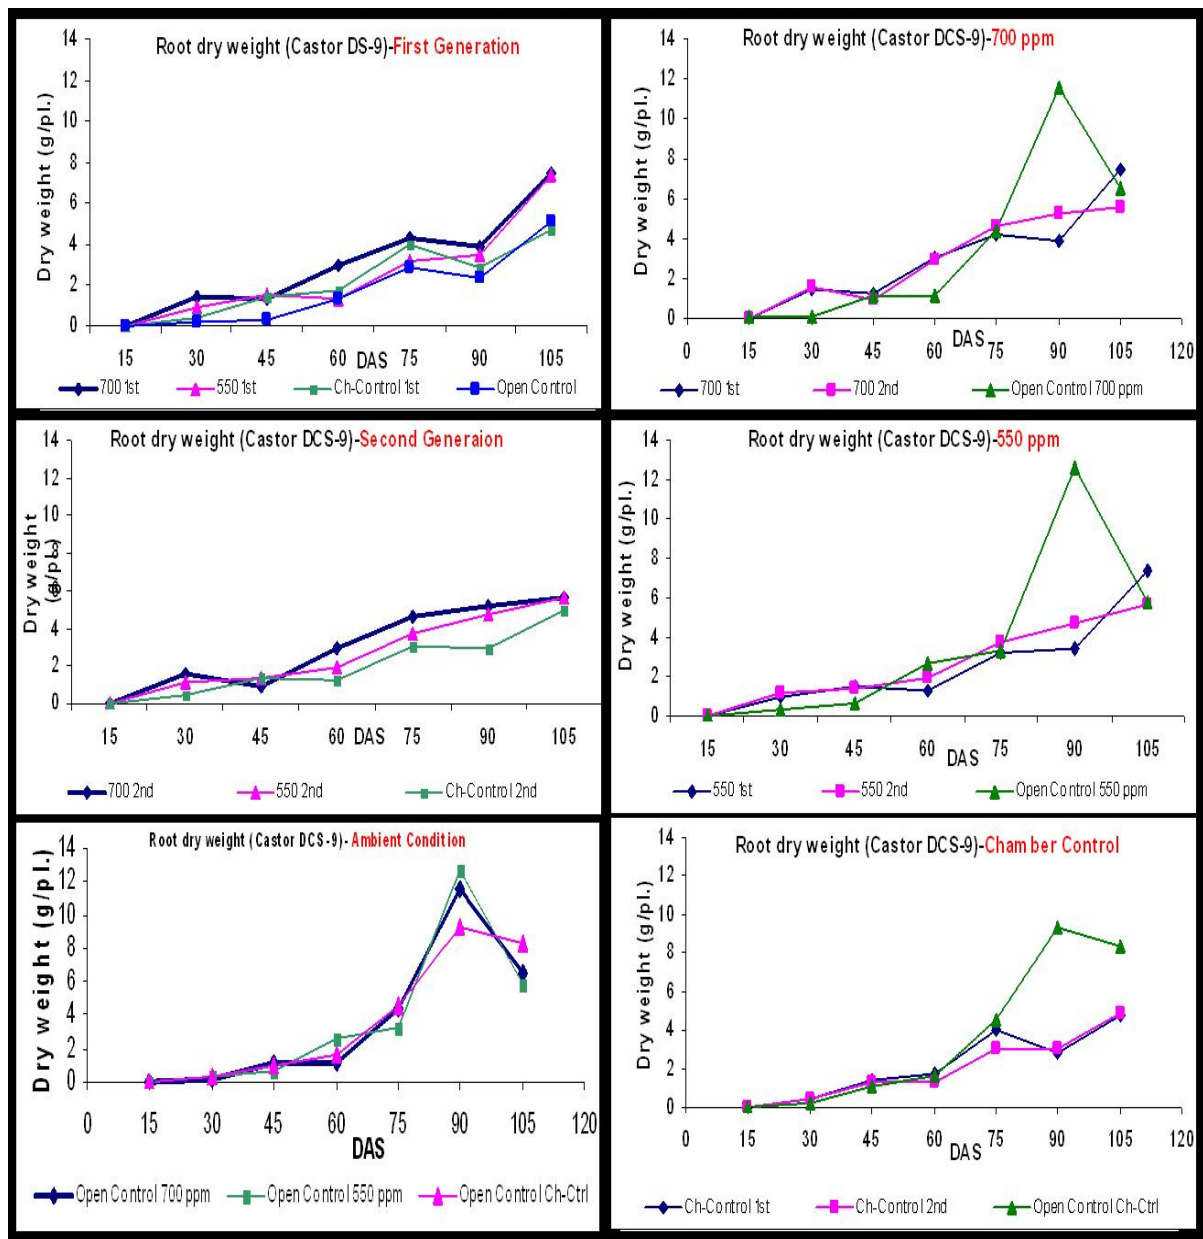 Root dry weight (Castor DS-9)-First Generation
Dry weight (g/pl.)
14
12
10
8
6
4
2
0
15 30 45 60 DAS 75 90 105
700 1st 550 1st Ch-Control 1st Open Control
Root dry weight (Castor DCS-9)-700 ppm
Dry weight (g/pl.)
14
12
10
8
6
4
2
0
0 15 30 45 60 DAS 75 90 105 120
700 1st 700 2nd Open Control 700 ppm
Root dry weight (Castor DCS-9)-Second Generaion
Dry weight
(g/pl.)
14
12
10
8
6
4
2
0
15 30 45 60 DAS 75 90 105
700 2nd 550 2nd Ch-Control 2nd
Root dry weight (Castor DCS-9)-550 ppm
Dry weight (g/pl.)
14
12
10
8
6
4
2
0
15 30 45 60 75 90 105
DAS
550 1st 550 2nd Open Control 550 ppm
Root dry weight (Castor DCS-9)- Ambient Condition
Dry weight (g/pl.)
14
12
10
8
6
4
2
0
0 15 30 45 60 75 90 105 120
DAS
Open Control 700 ppm Open Control 550 ppm Open Control Ch-Ctrl
Root dry weight (Castor DCS-9)-Chamber Control
Dry weight (g/pl.)
14
12
10
8
6
4
2
0
0 15 30 45 60 75 90 105 120
DAS
Ch-Control 1st Ch-Control 2nd Open Control Ch-Ctrl